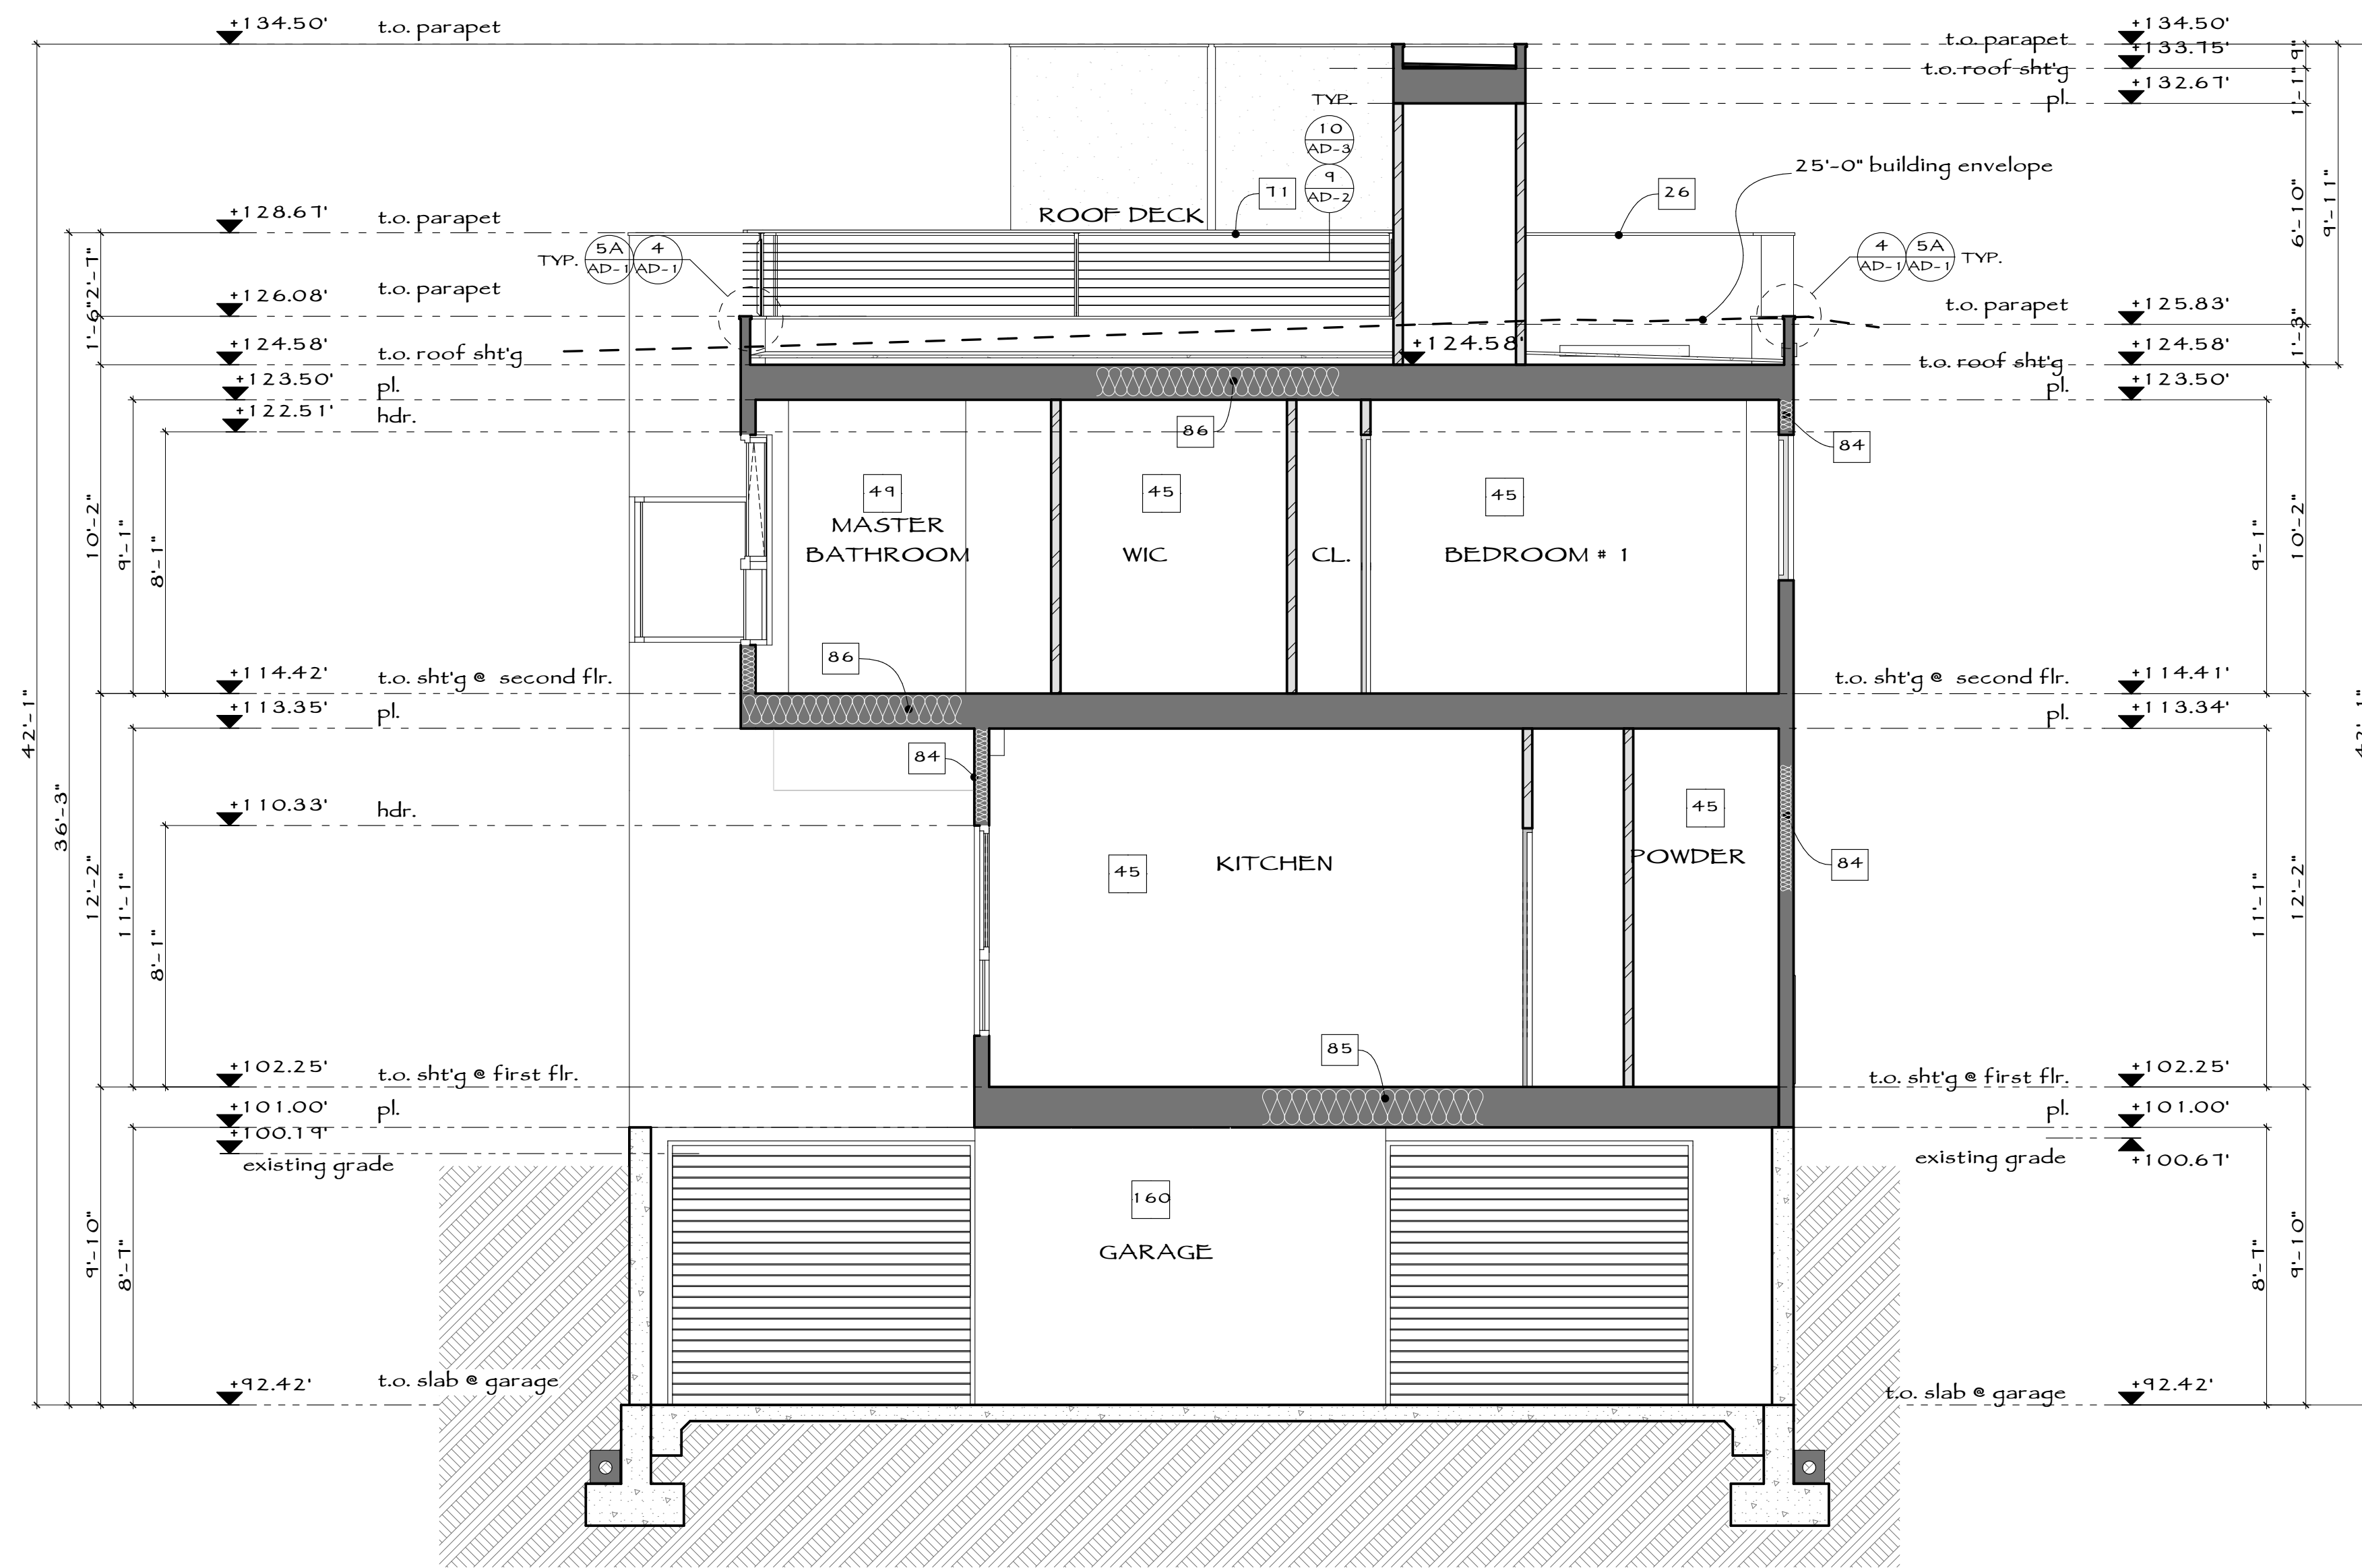 +134.50' t.o. parapet
t.o. parapet +134.50'
t.o. roof sht'g +133.75'
pl. +132.67'
9"
1'-1"
6'-10"
9'-11"
TYP.
10
AD-3
9
AD-2
71
26
25'-0" building envelope
ROOF DECK
+128.67' t.o. parapet
TYP.
5A
AD-1
4
AD-1
4
AD-1
5A
AD-1
TYP.
2'-7"
+126.08' t.o. parapet
t.o. parapet +125.83'
1'-6"
1'-3"
+124.58' t.o. roof sht'g
+124.58'
t.o. roof sht'g +124.58'
+123.50' pl.
pl. +123.50'
+122.51' hdr.
86
84
49
MASTER
BATHROOM
45
WIC
CL.
45
BEDROOM # 1
10'-2"
9'-1"
8'-1"
9'-1"
10'-2"
86
+114.42' t.o. sht'g @ second flr.
t.o. sht'g @ second flr. +114.41'
+113.35' pl.
pl. +113.34'
42'-1"
36'-3"
84
+110.33' hdr.
45
KITCHEN
45
POWDER
84
12'-2"
11'-1"
8'-1"
11'-1"
12'-2"
85
+102.25' t.o. sht'g @ first flr.
t.o. sht'g @ first flr. +102.25'
+101.00' pl.
pl. +101.00'
+100.19'
existing grade
existing grade +100.67'
160
GARAGE
9'-10"
8'-7"
8'-7"
9'-10"
+92.42' t.o. slab @ garage
t.o. slab @ garage +92.42'